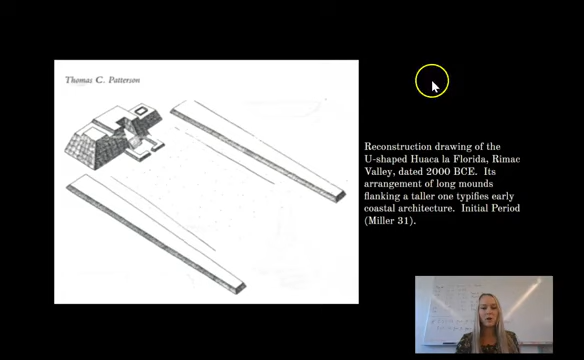 Thomas C. Patterson
Reconstruction drawing of the
U-shaped Huaca la Florida, Rimac
Valley, dated 2000 BCE.  Its
arrangement of long mounds
flanking a taller one typifies early
coastal architecture.  Initial Period
(Miller 31).